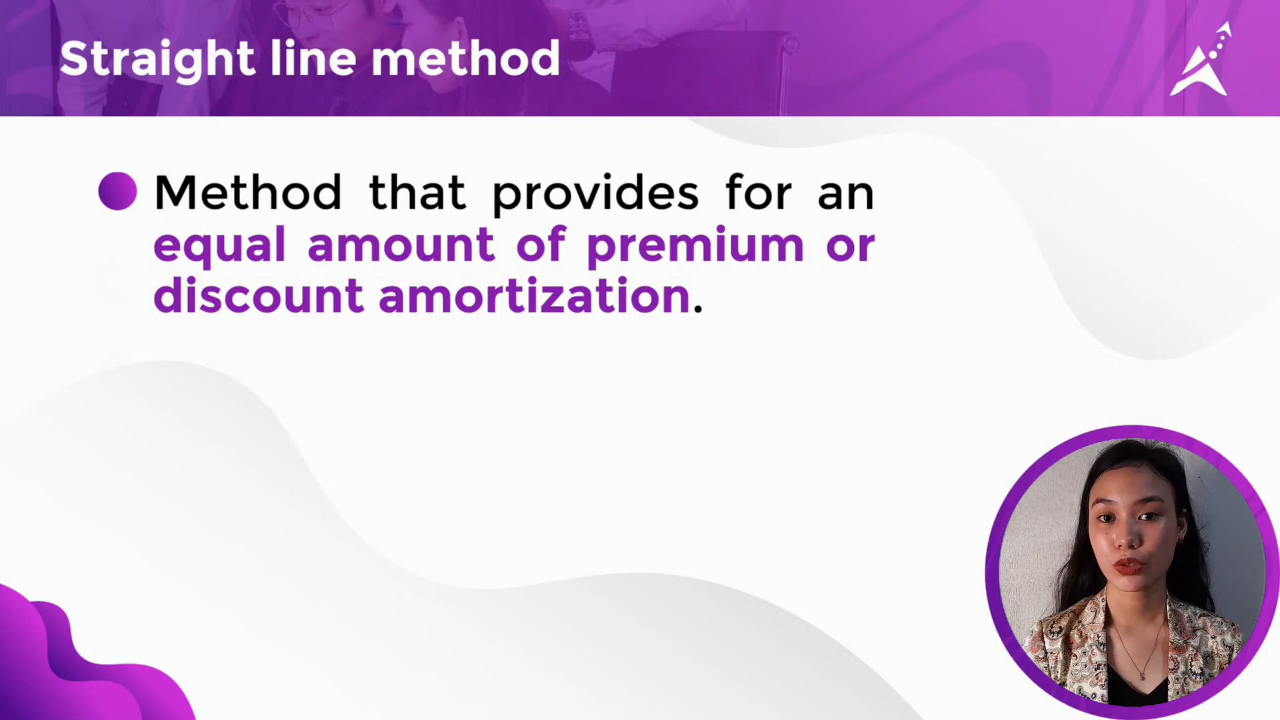 Straight line method
Method that provides for an
equal amount of premium or
discount amortization.